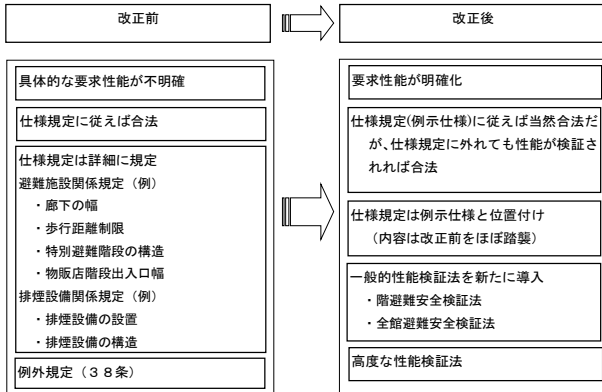 改正前
改正後
具体的な要求性能が不明確
仕様規定に従えば合法
仕様規定は詳細に規定
避難施設関係規定（例）
・廊下の幅
・歩行距離制限
・特別避難階段の構造
・物販店階段出入口幅
排煙設備関係規定（例）
・排煙設備の設置
・排煙設備の構造
例外規定（３８条）
要求性能が明確化
仕様規定(例示仕様)に従えば当然合法だ
が、仕様規定に外れても性能が検証さ
れれば合法
仕様規定は例示仕様と位置付け
（内容は改正前をほぼ踏襲）
一般的性能検証法を新たに導入
・階避難安全検証法
・全館避難安全検証法
高度な性能検証法